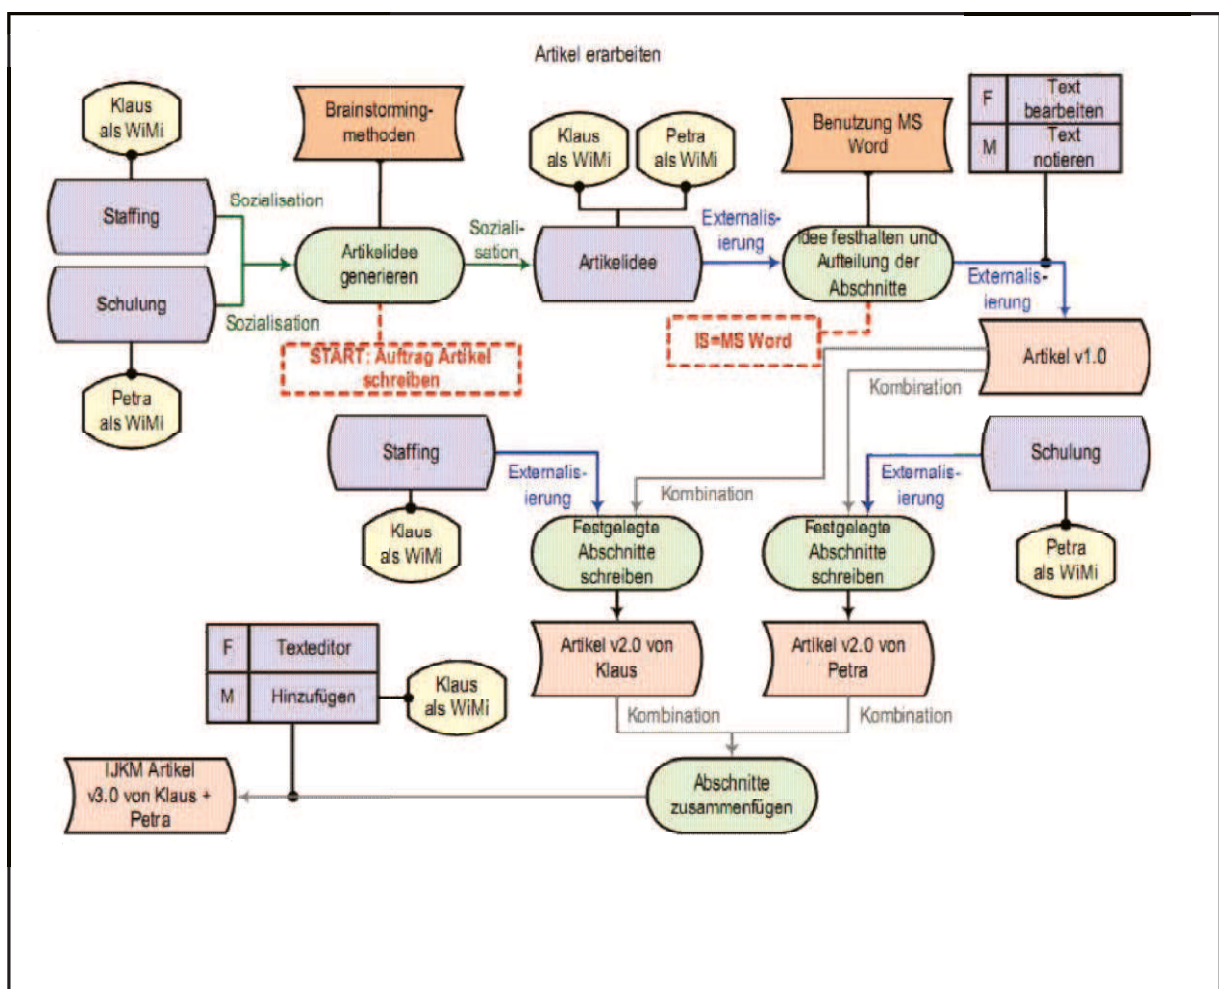 Artikel erarbeiten
Klaus
als WiMi
Brainstorming-
methoden
Klaus
als WiMi
Petra
als WiMi
Benutzung MS
Word
F
Text
bearbeiten
M
Text
notieren
Staffing
Sozialisation
Artikelidee
generieren
Soziali-
sation
Artikelidee
Externalis-
ierung
Idee festhalten und
Aufteilung der
Abschnitte
Externalis-
ierung
Schulung
Sozialisation
START: Auftrag Artikel
schreiben
IS=MS Word
Artikel v1.0
Kombination
Petra
als WiMi
Staffing
Externalis-
ierung
Kombination
Externalis-
ierung
Schulung
Klaus
als WiMi
Festgelegte
Abschnitte
schreiben
Festgelegte
Abschnitte
schreiben
Petra
als WiMi
F
Texteditor
M
Hinzufügen
Klaus
als WiMi
Artikel v2.0 von
Klaus
Artikel v2.0 von
Petra
Kombination
Kombination
IJKM Artikel
v3.0 von Klaus +
Petra
Abschnitte
zusammenfügen